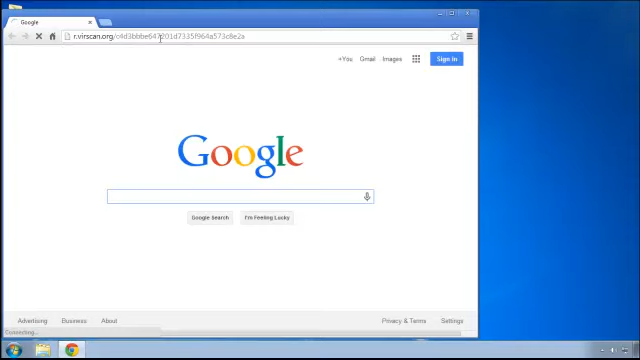 Google
r.virscan.org/c4d3bbbe647201d7335f964a573c8e2a
+You Gmail Images Sign in
Google
Google Search I'm Feeling Lucky
Advertising Business About Privacy & Terms Settings
Connecting...